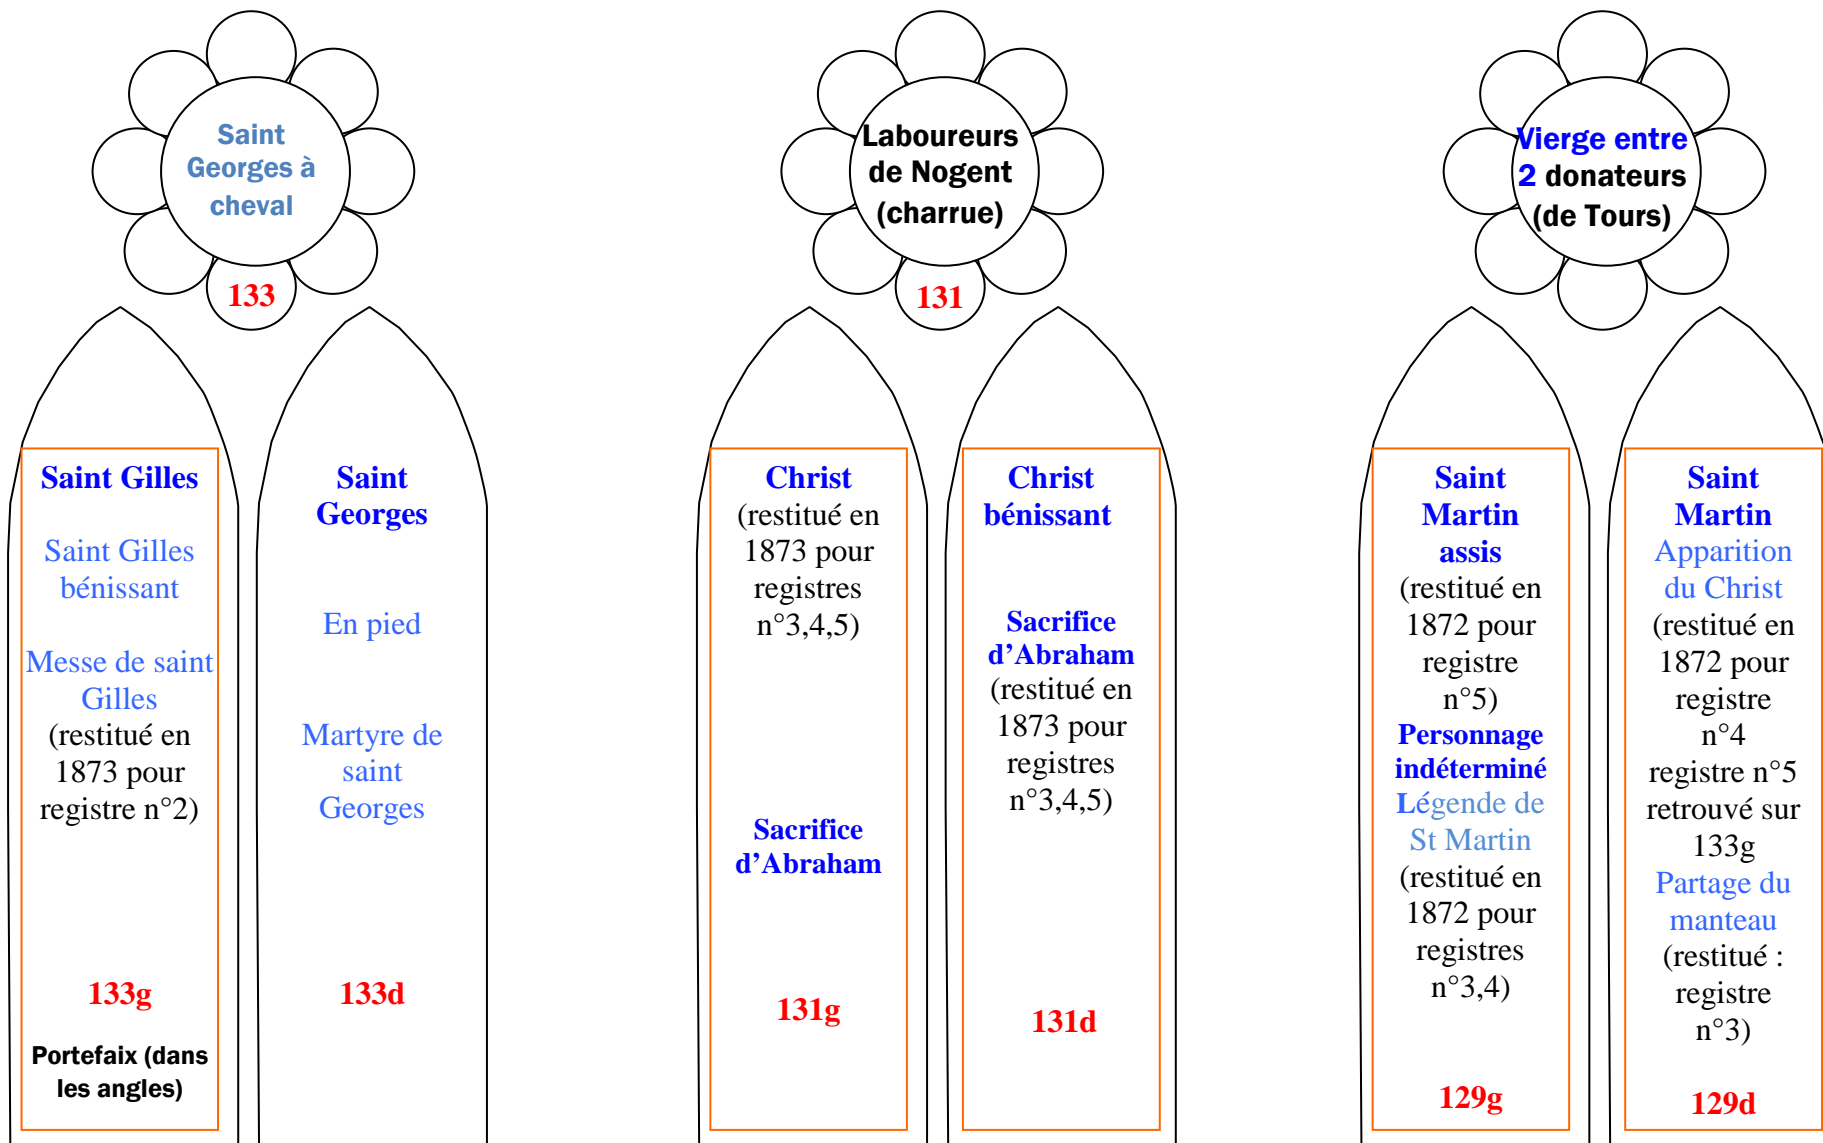 Saint
Georges à
cheval
133
Laboureurs
de Nogent
(charrue)
131
Vierge entre
2 donateurs
(de Tours)
Saint Gilles
Saint Gilles
bénissant
Messe de saint
Gilles
(restitué en
1873 pour
registre n°2)
133g
Portefaix (dans
les angles)
Saint
Georges
En pied
Martyre de
saint
Georges
133d
Christ
(restitué en
1873 pour
registres
n°3,4,5)
Sacrifice
d’Abraham
131g
Christ
bénissant
Sacrifice
d’Abraham
(restitué en
1873 pour
registres
n°3,4,5)
131d
Saint
Martin
assis
(restitué en
1872 pour
registre
n°5)
Personnage
indéterminé
Légende de
St Martin
(restitué en
1872 pour
registres
n°3,4)
129g
Saint
Martin
Apparition
du Christ
(restitué en
1872 pour
registre
n°4
registre n°5
retrouvé sur
133g
Partage du
manteau
(restitué :
registre
n°3)
129d